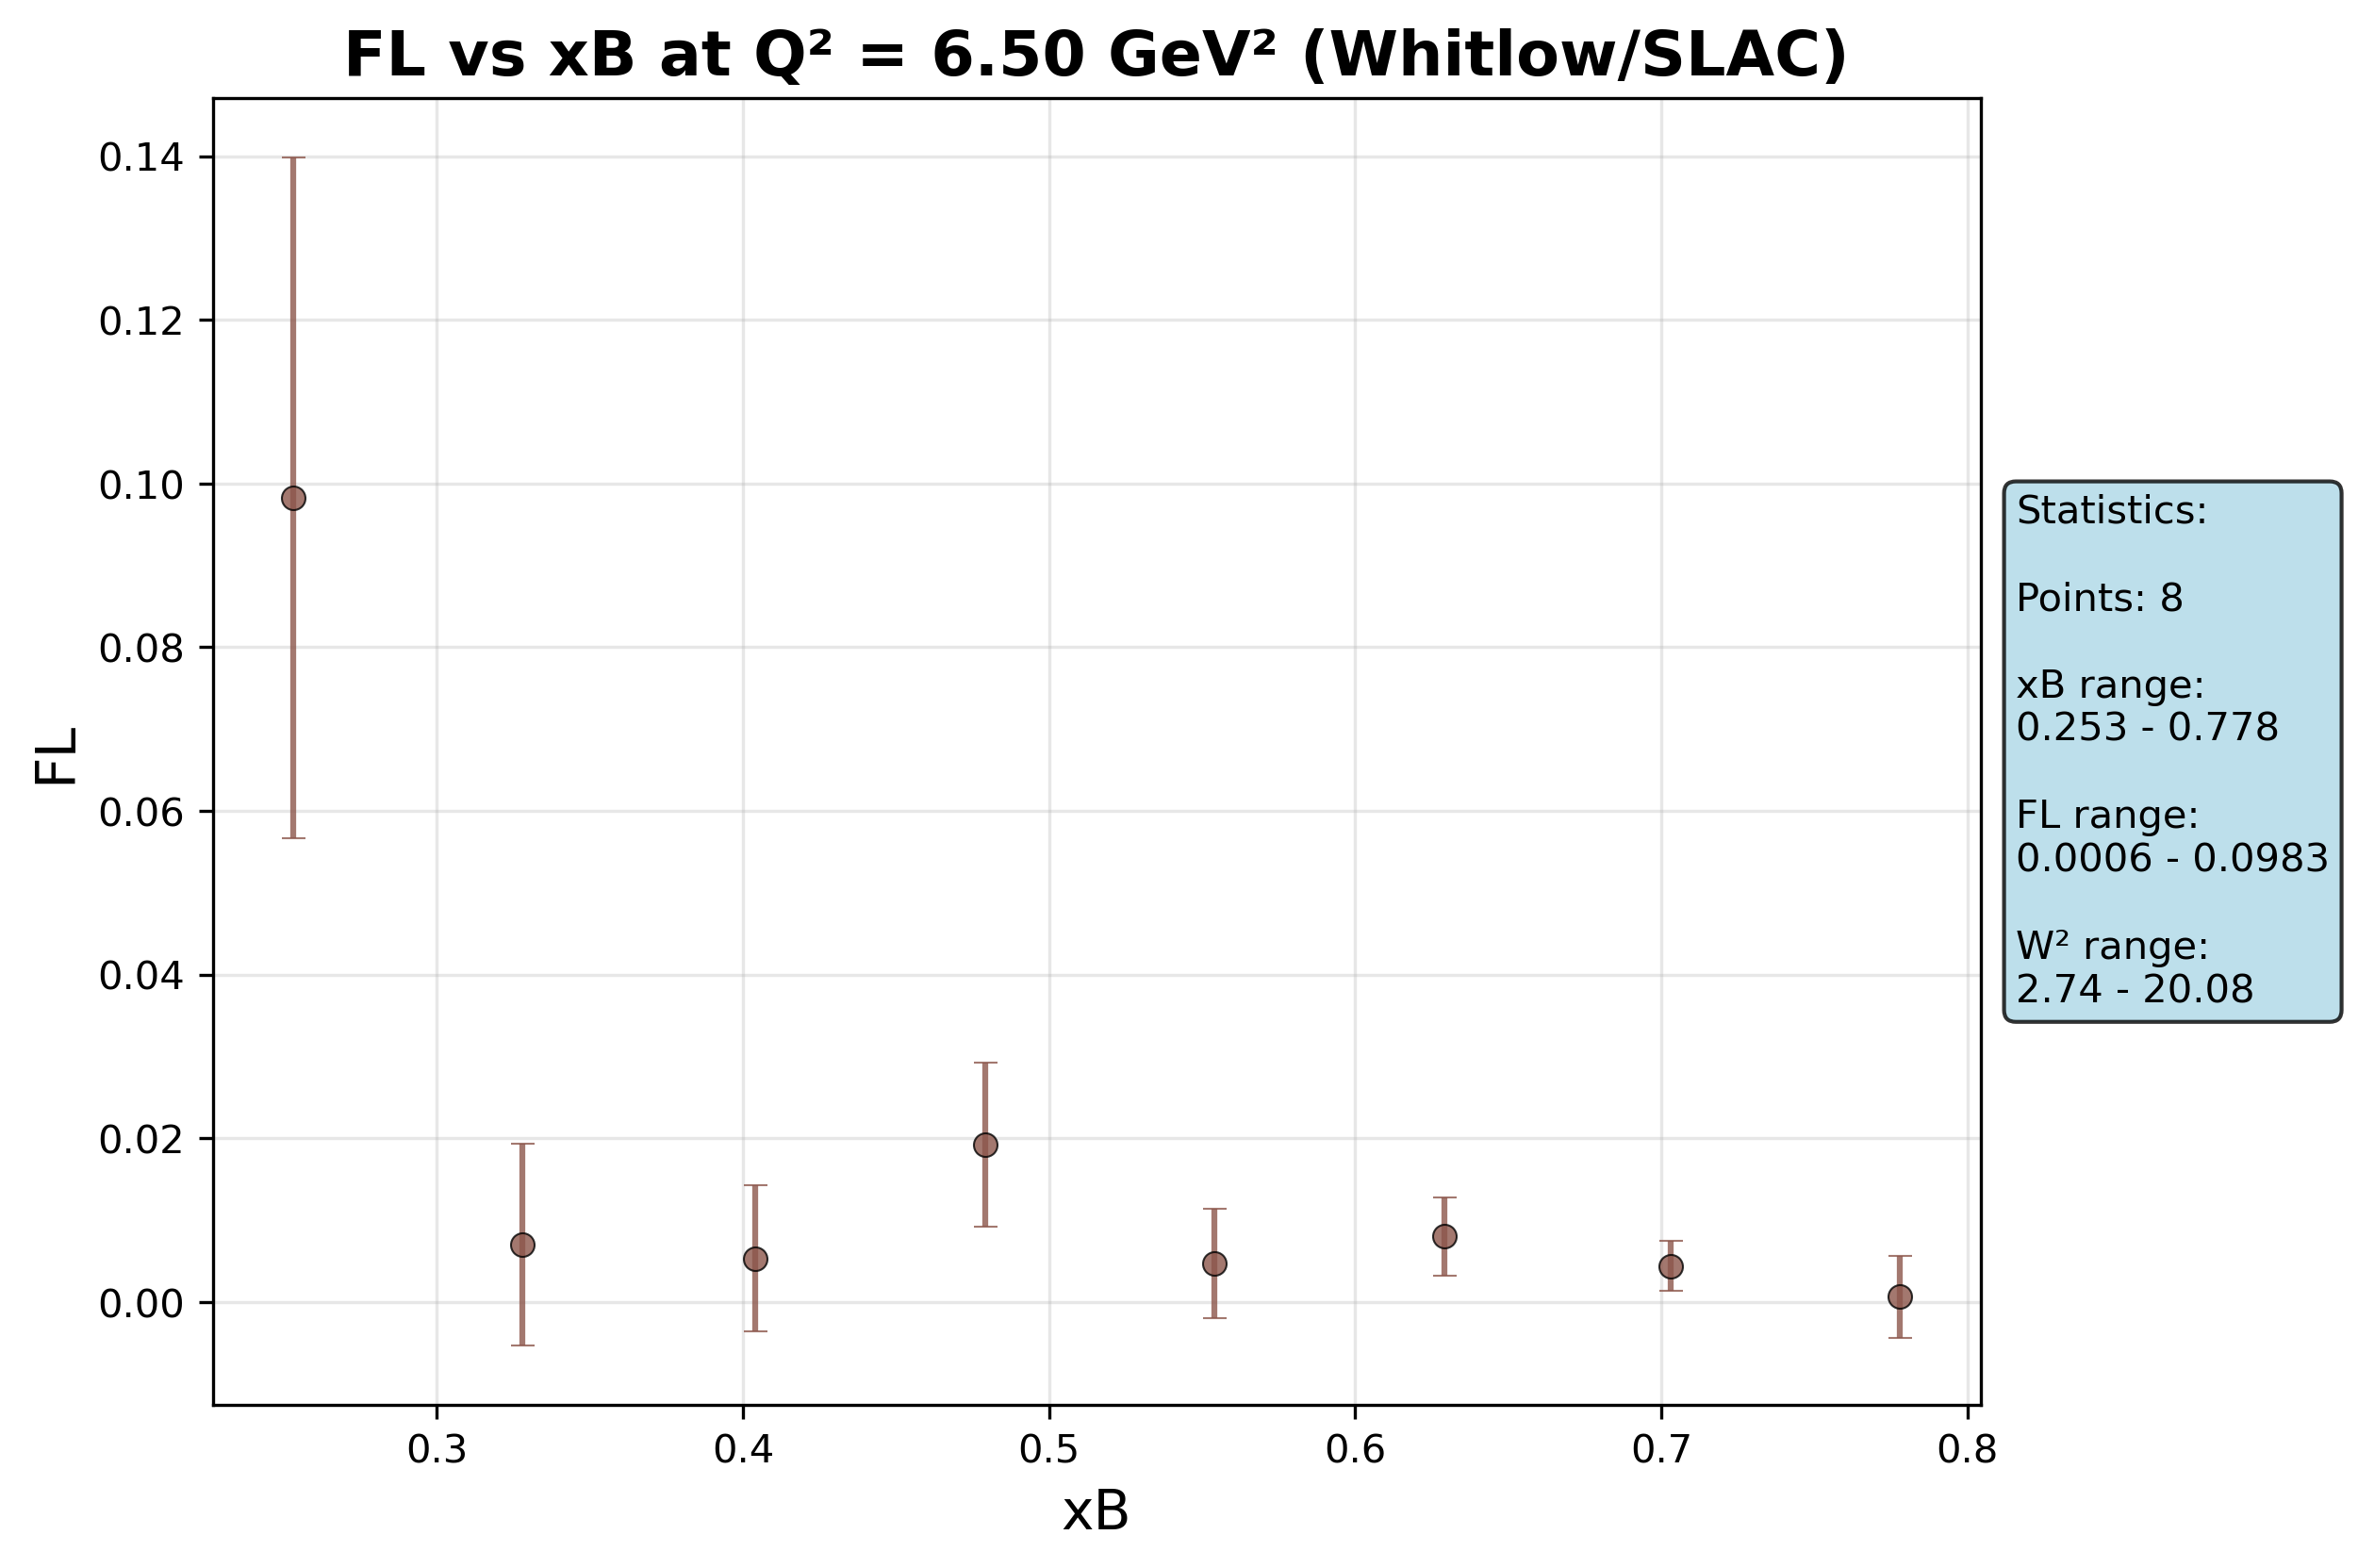 FL vs xB at Q² = 6.50 GeV² (Whitlow/SLAC)
0.14
0.12
0.10
0.08
0.06
0.04
0.02
0.00
FL
0.3
0.4
0.5
0.6
0.7
0.8
xB
Statistics:
Points: 8
xB range:
0.253 - 0.778
FL range:
0.0006 - 0.0983
W² range:
2.74 - 20.08